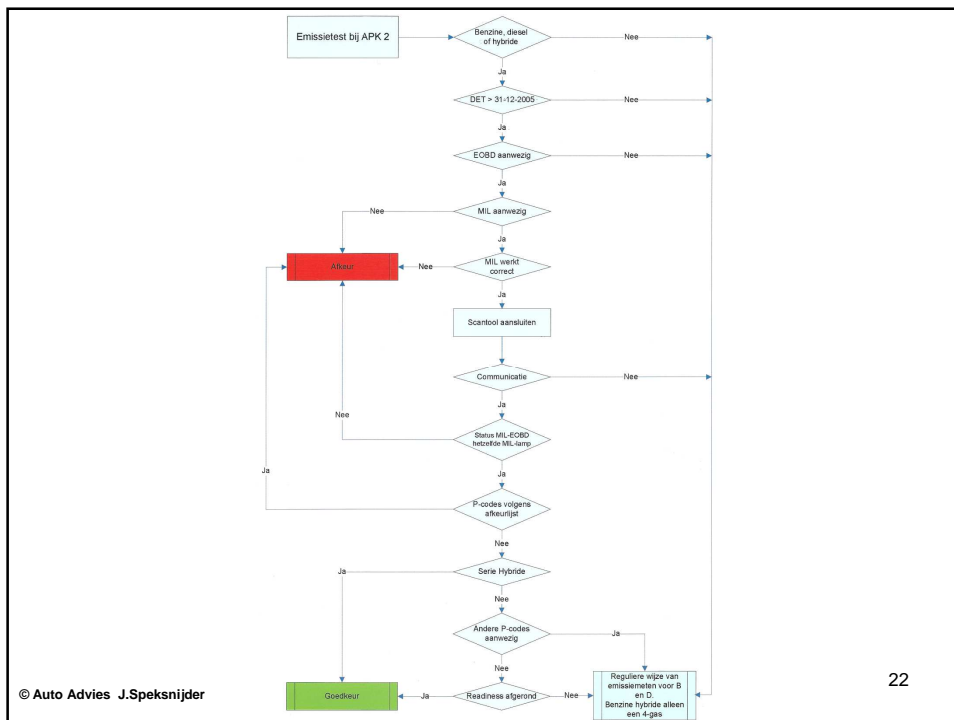 Emissietest bij APK 2
Benzine, diesel
of hybride
Nee
Ja
DET > 31-12-2005
Nee
Ja
EOBD aanwezig
Nee
Ja
MIL aanwezig
Nee
Ja
Afkeur
Nee
MIL werkt
correct
Ja
Scantool aansluiten
Communicatie
Nee
Ja
Nee
Status MIL-EOBD
hetzelfde MIL-lamp
Ja
Ja
P-codes volgens
afkeurlijst
Nee
Serie Hybride
Ja
Nee
Andere P-codes
aanwezig
Ja
Nee
Goedkeur
Ja
Readiness afgerond
Nee
Reguliere wijze van
emissiemeten voor B
en D.
Benzine hybride alleen
een 4-gas
© Auto Advies J.Speksnijder
22